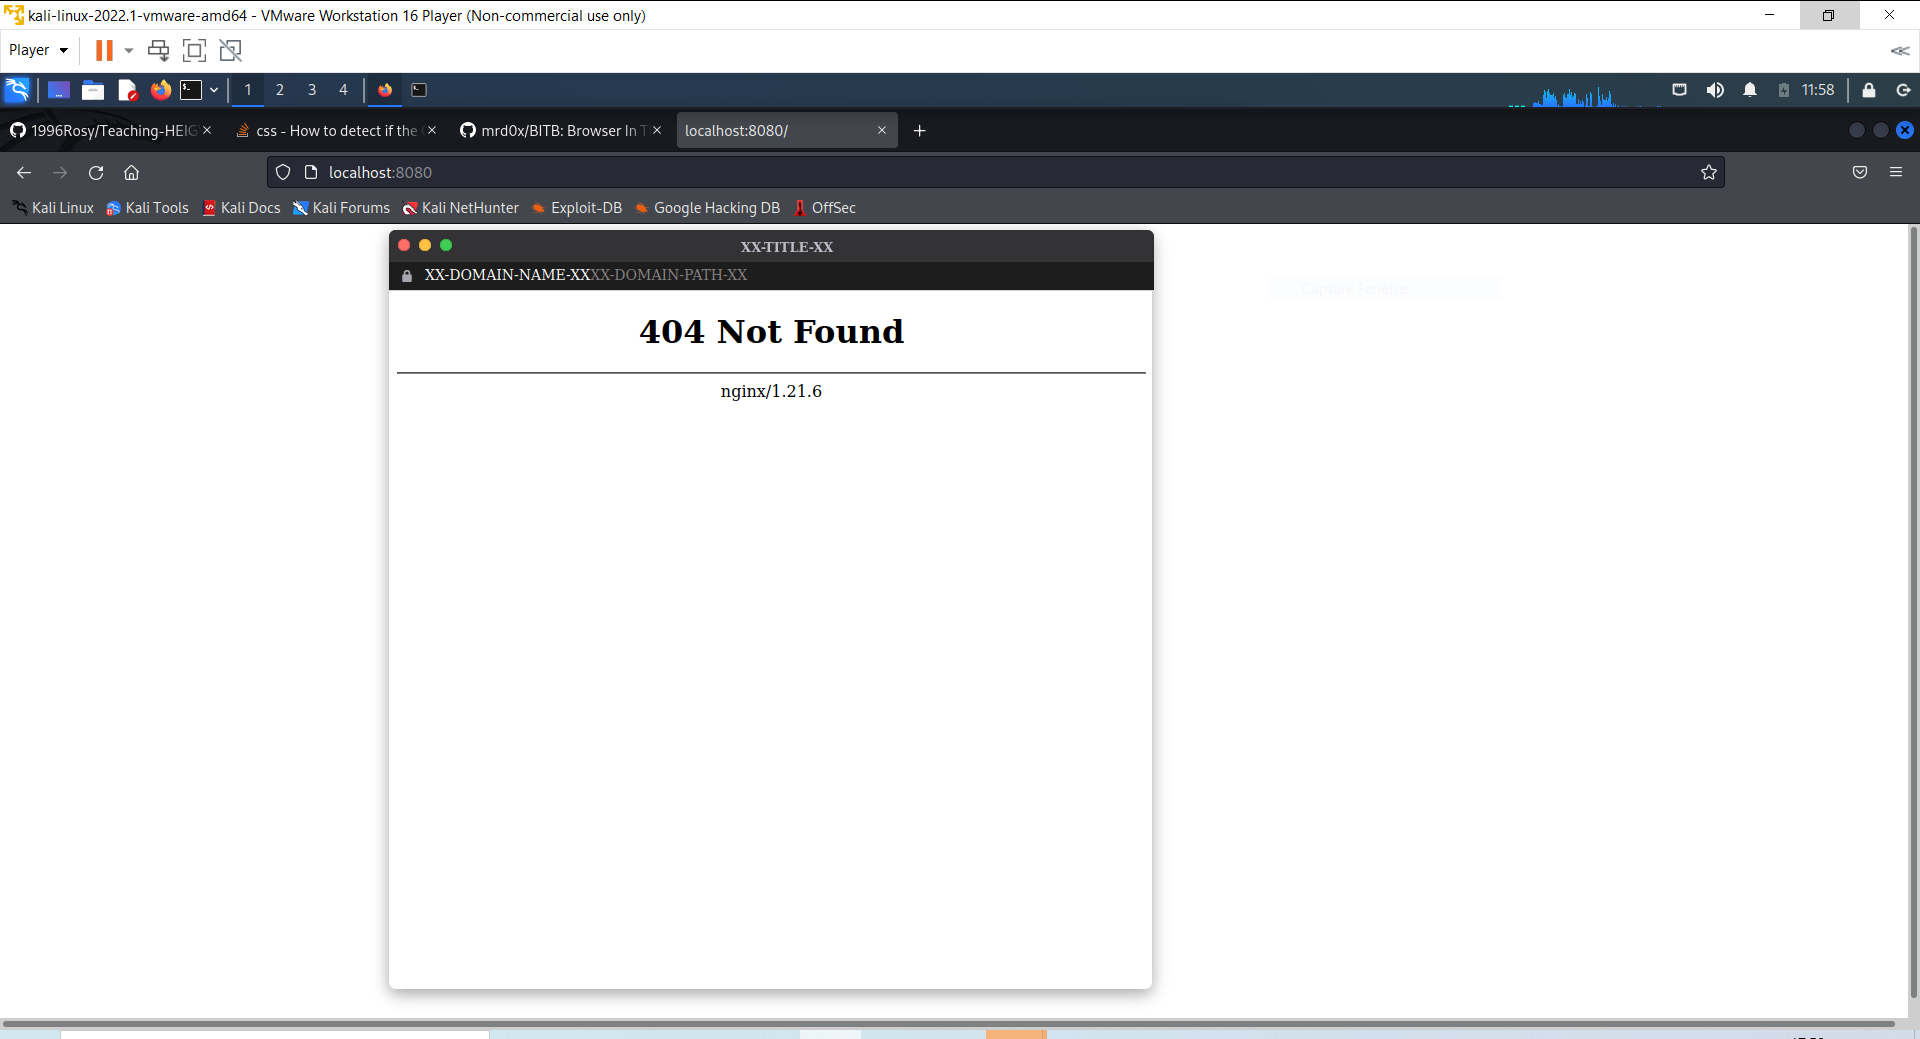 kali-linux-2022.1-vmware-amd64 - VMware Workstation 16 Player (Non-commercial use only)
Player
1 2 3 4 11:58
1996Rosy/Teaching-HEIG css - How to detect if the mrd0x/BITB: Browser In T localhost:8080/
localhost:8080
Kali Linux Kali Tools Kali Docs Kali Forums Kali NetHunter Exploit-DB Google Hacking DB OffSec
XX-TITLE-XX
XX-DOMAIN-NAME-XXXX-DOMAIN-PATH-XX
Capture Fenêtre
404 Not Found
nginx/1.21.6